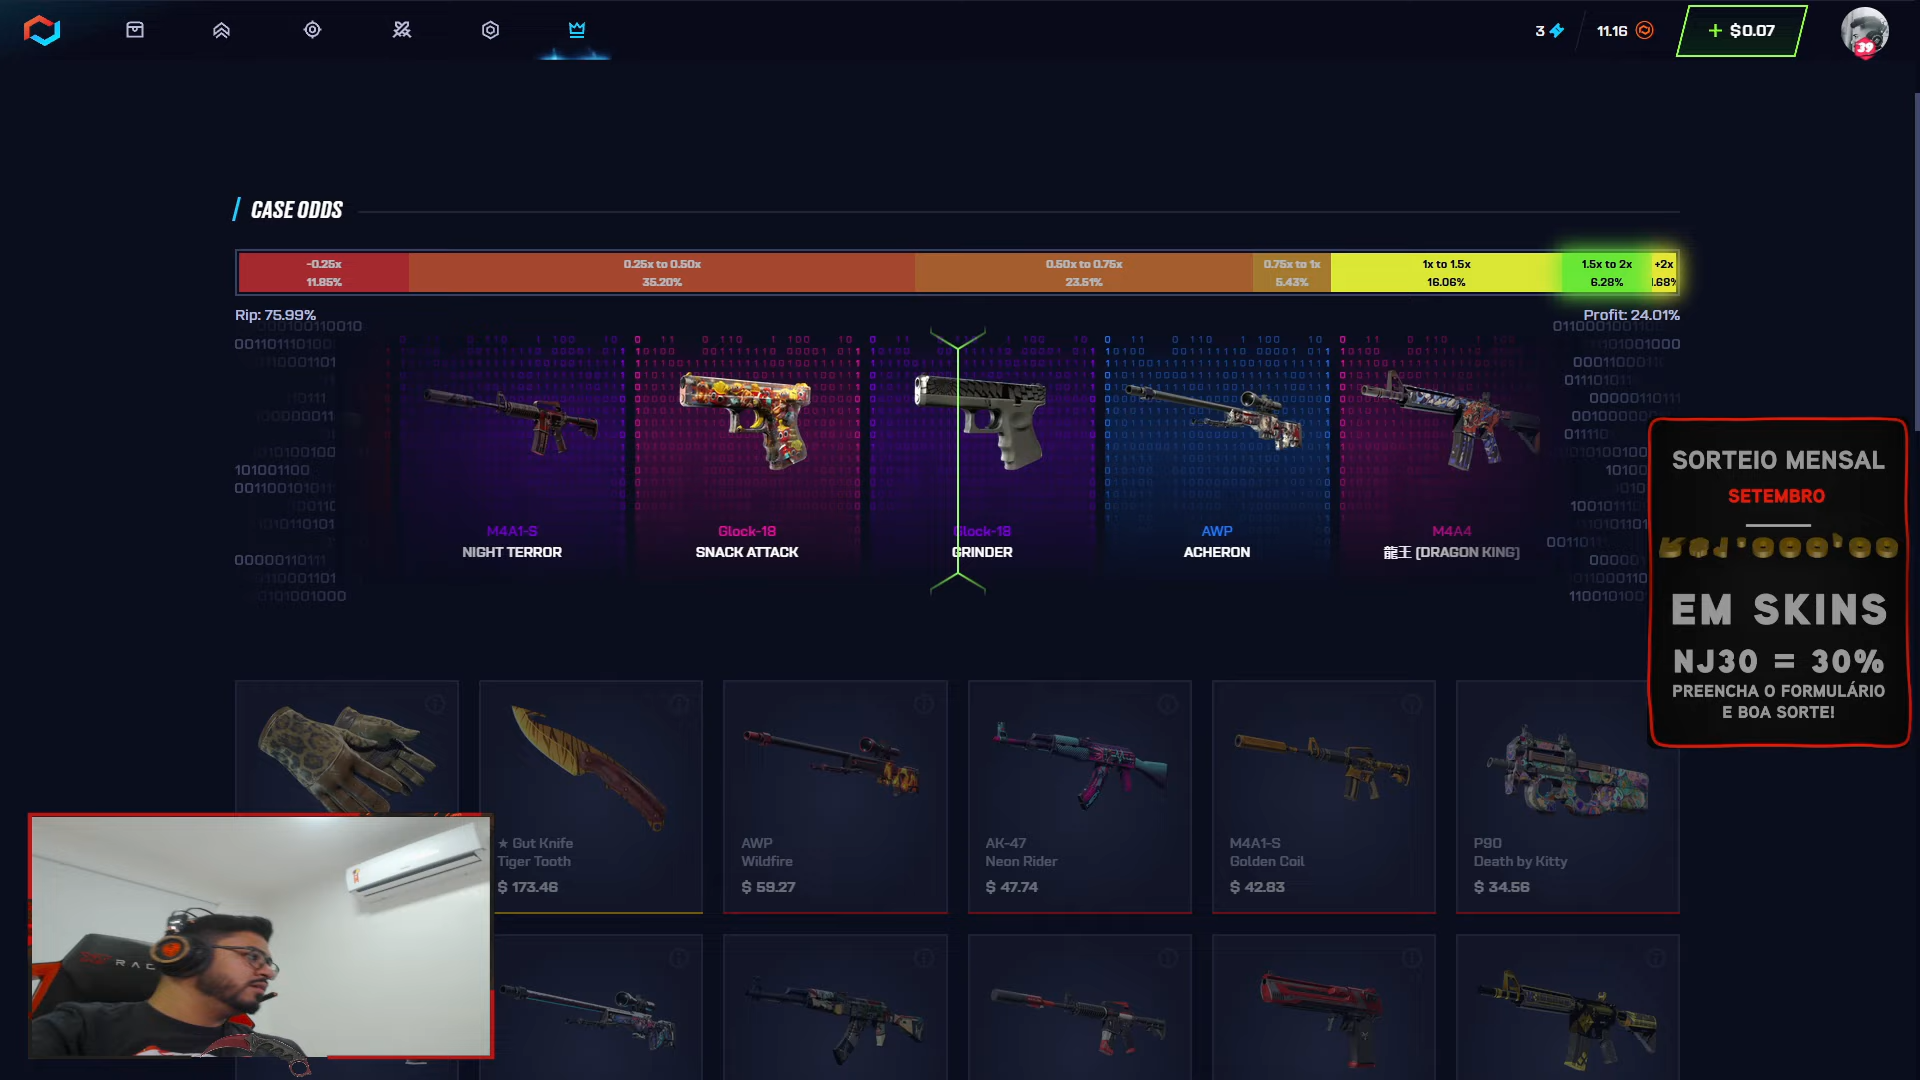 3
11.16
+ $0.07
39
CASE ODDS
-0.25x
11.85%
0.25x to 0.50x
35.20%
0.50x to 0.75x
23.51%
0.75x to 1x
5.43%
1x to 1.5x
16.06%
1.5x to 2x
6.28%
+2x
Rip: 75.99%
Profit: 24.01%
M4A1-S
NIGHT TERROR
Glock-18
SNACK ATTACK
Glock-18
GRINDER
AWP
ACHERON
M4A4
龍王 (DRAGON KING)
SORTEIO MENSAL
SETEMBRO
EM SKINS
NJ30 = 30%
PREENCHA O FORMULÁRIO
E BOA SORTE!
★ Gut Knife
Tiger Tooth
$ 173.46
AWP
Wildfire
$ 59.27
AK-47
Neon Rider
$ 47.74
M4A1-S
Golden Coil
$ 42.83
P90
Death by Kitty
$ 34.56